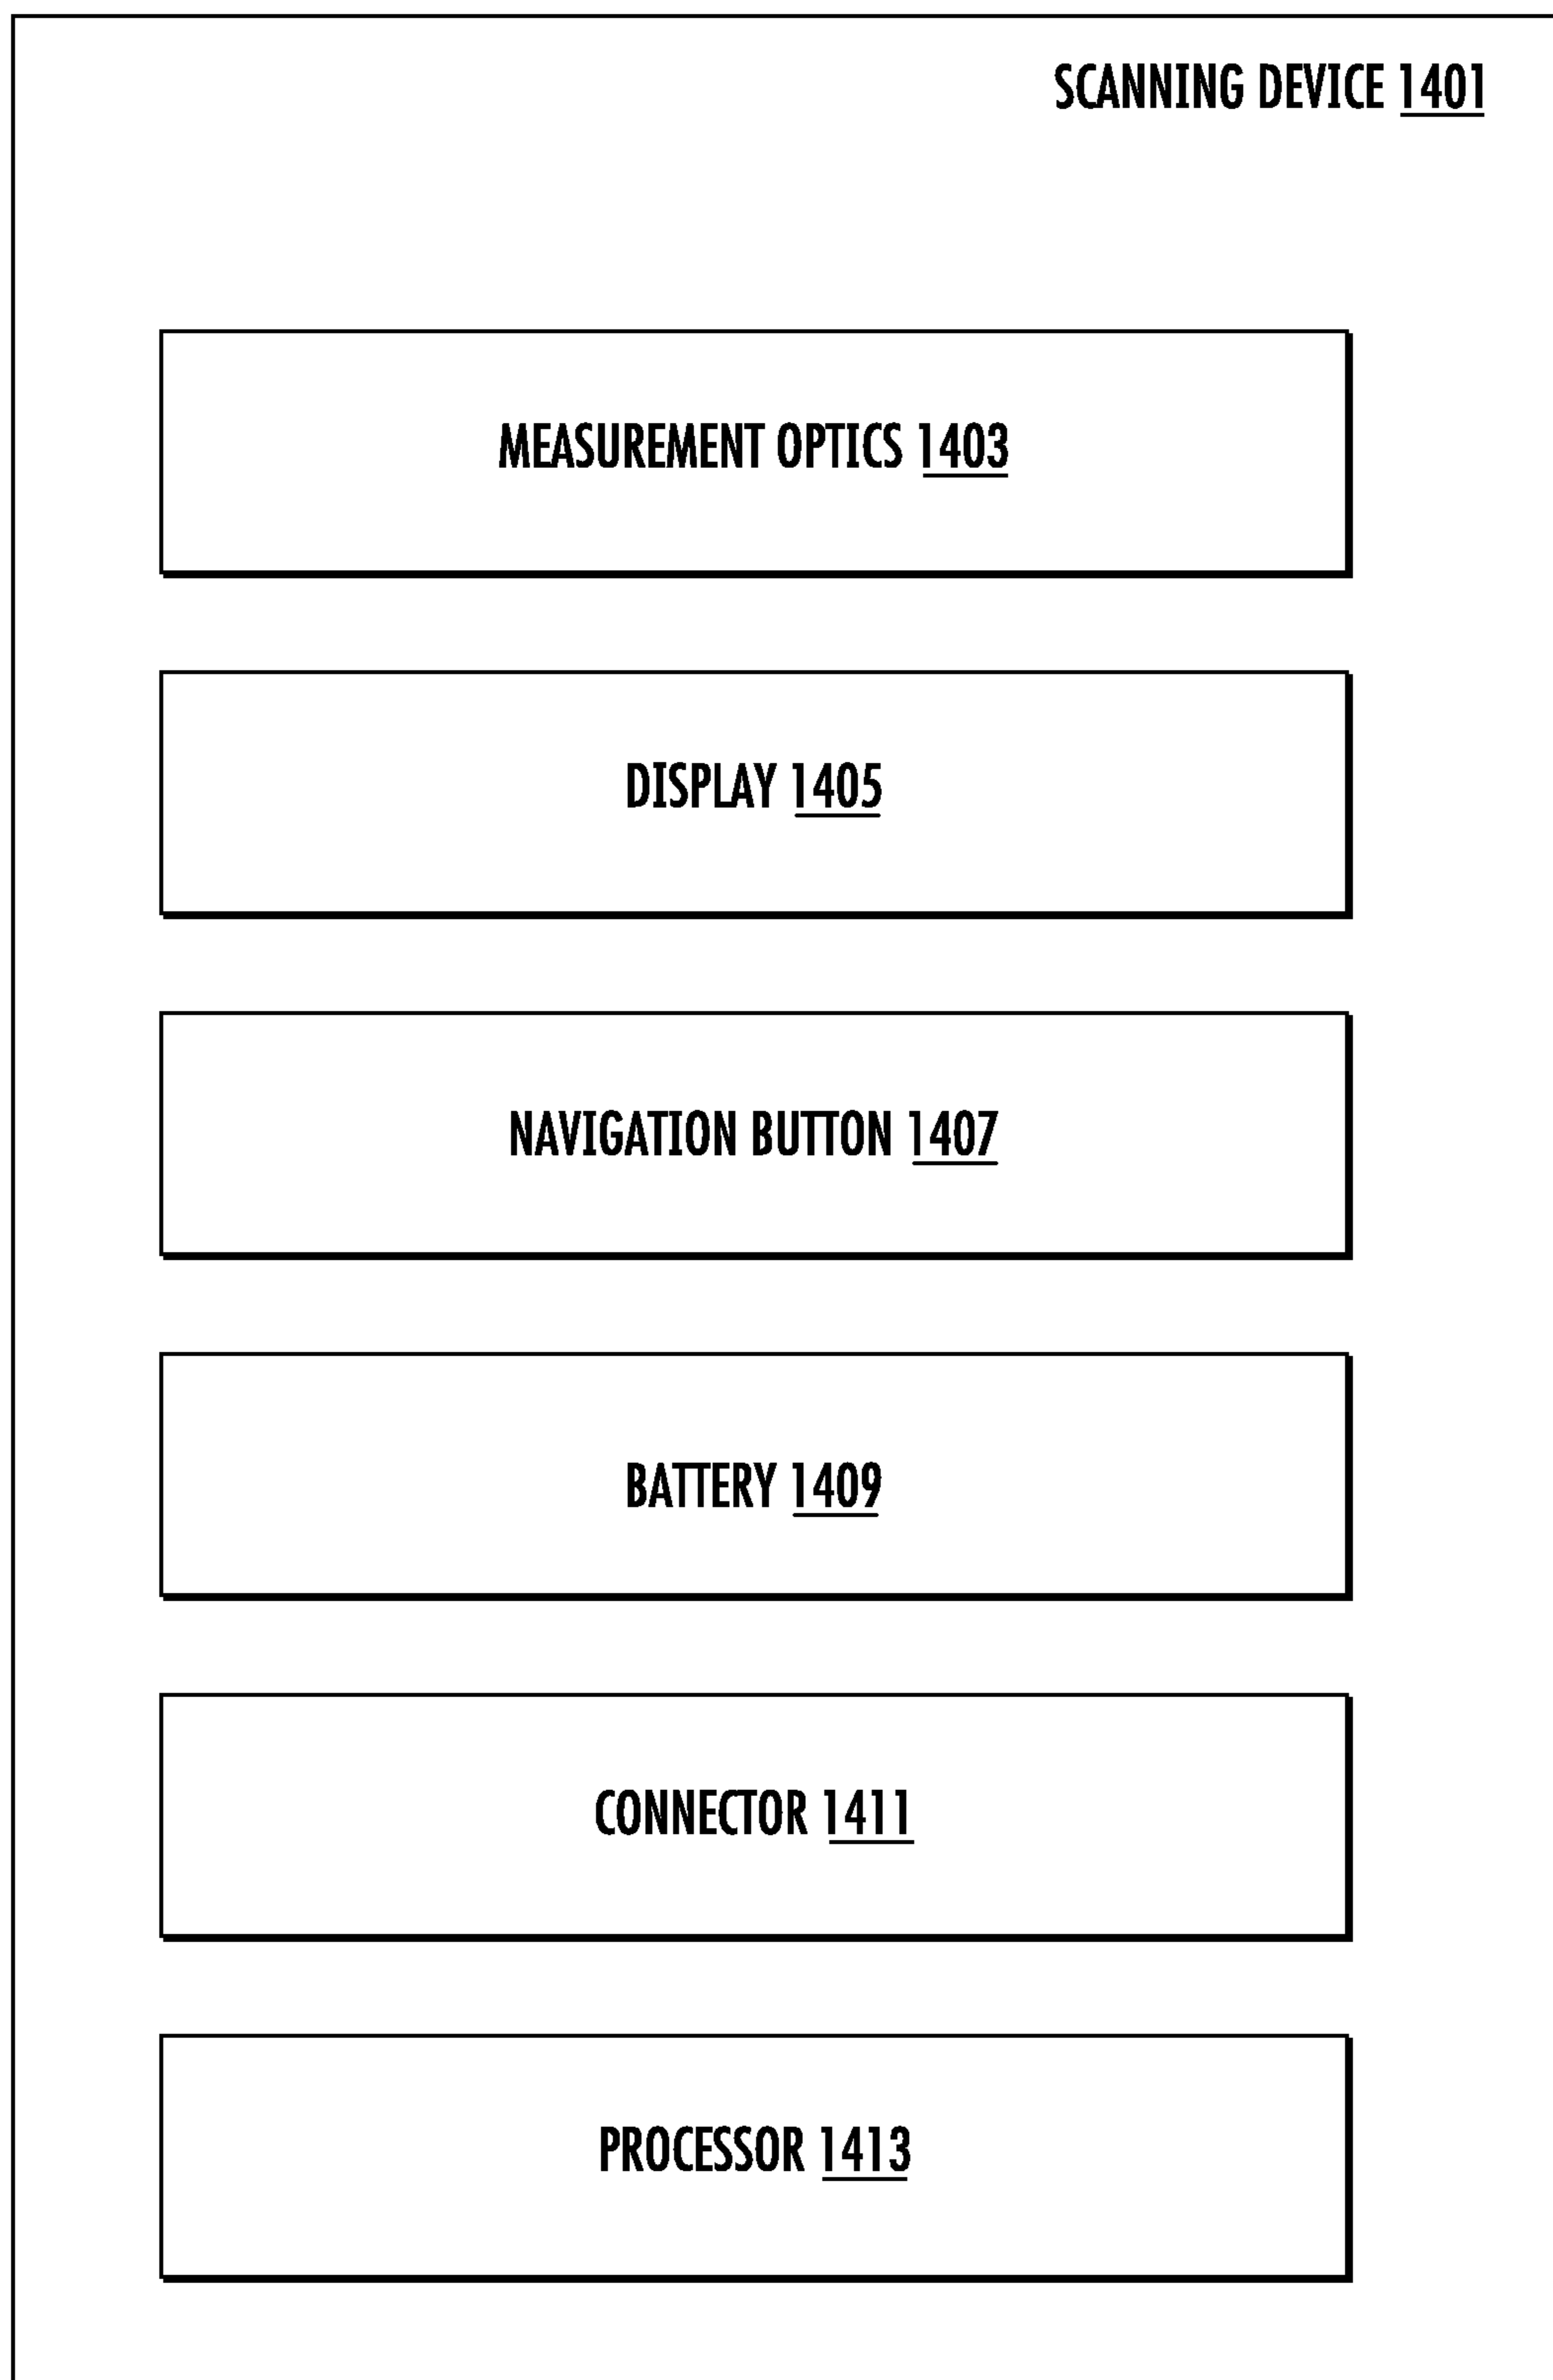 SCANNING DEVICE 1401
MEASUREMENT OPTICS 1403
DISPLAY 1405
NAVIGATION BUTTON 1407
BATTERY 1409
CONNECTOR 1411
PROCESSOR 1413